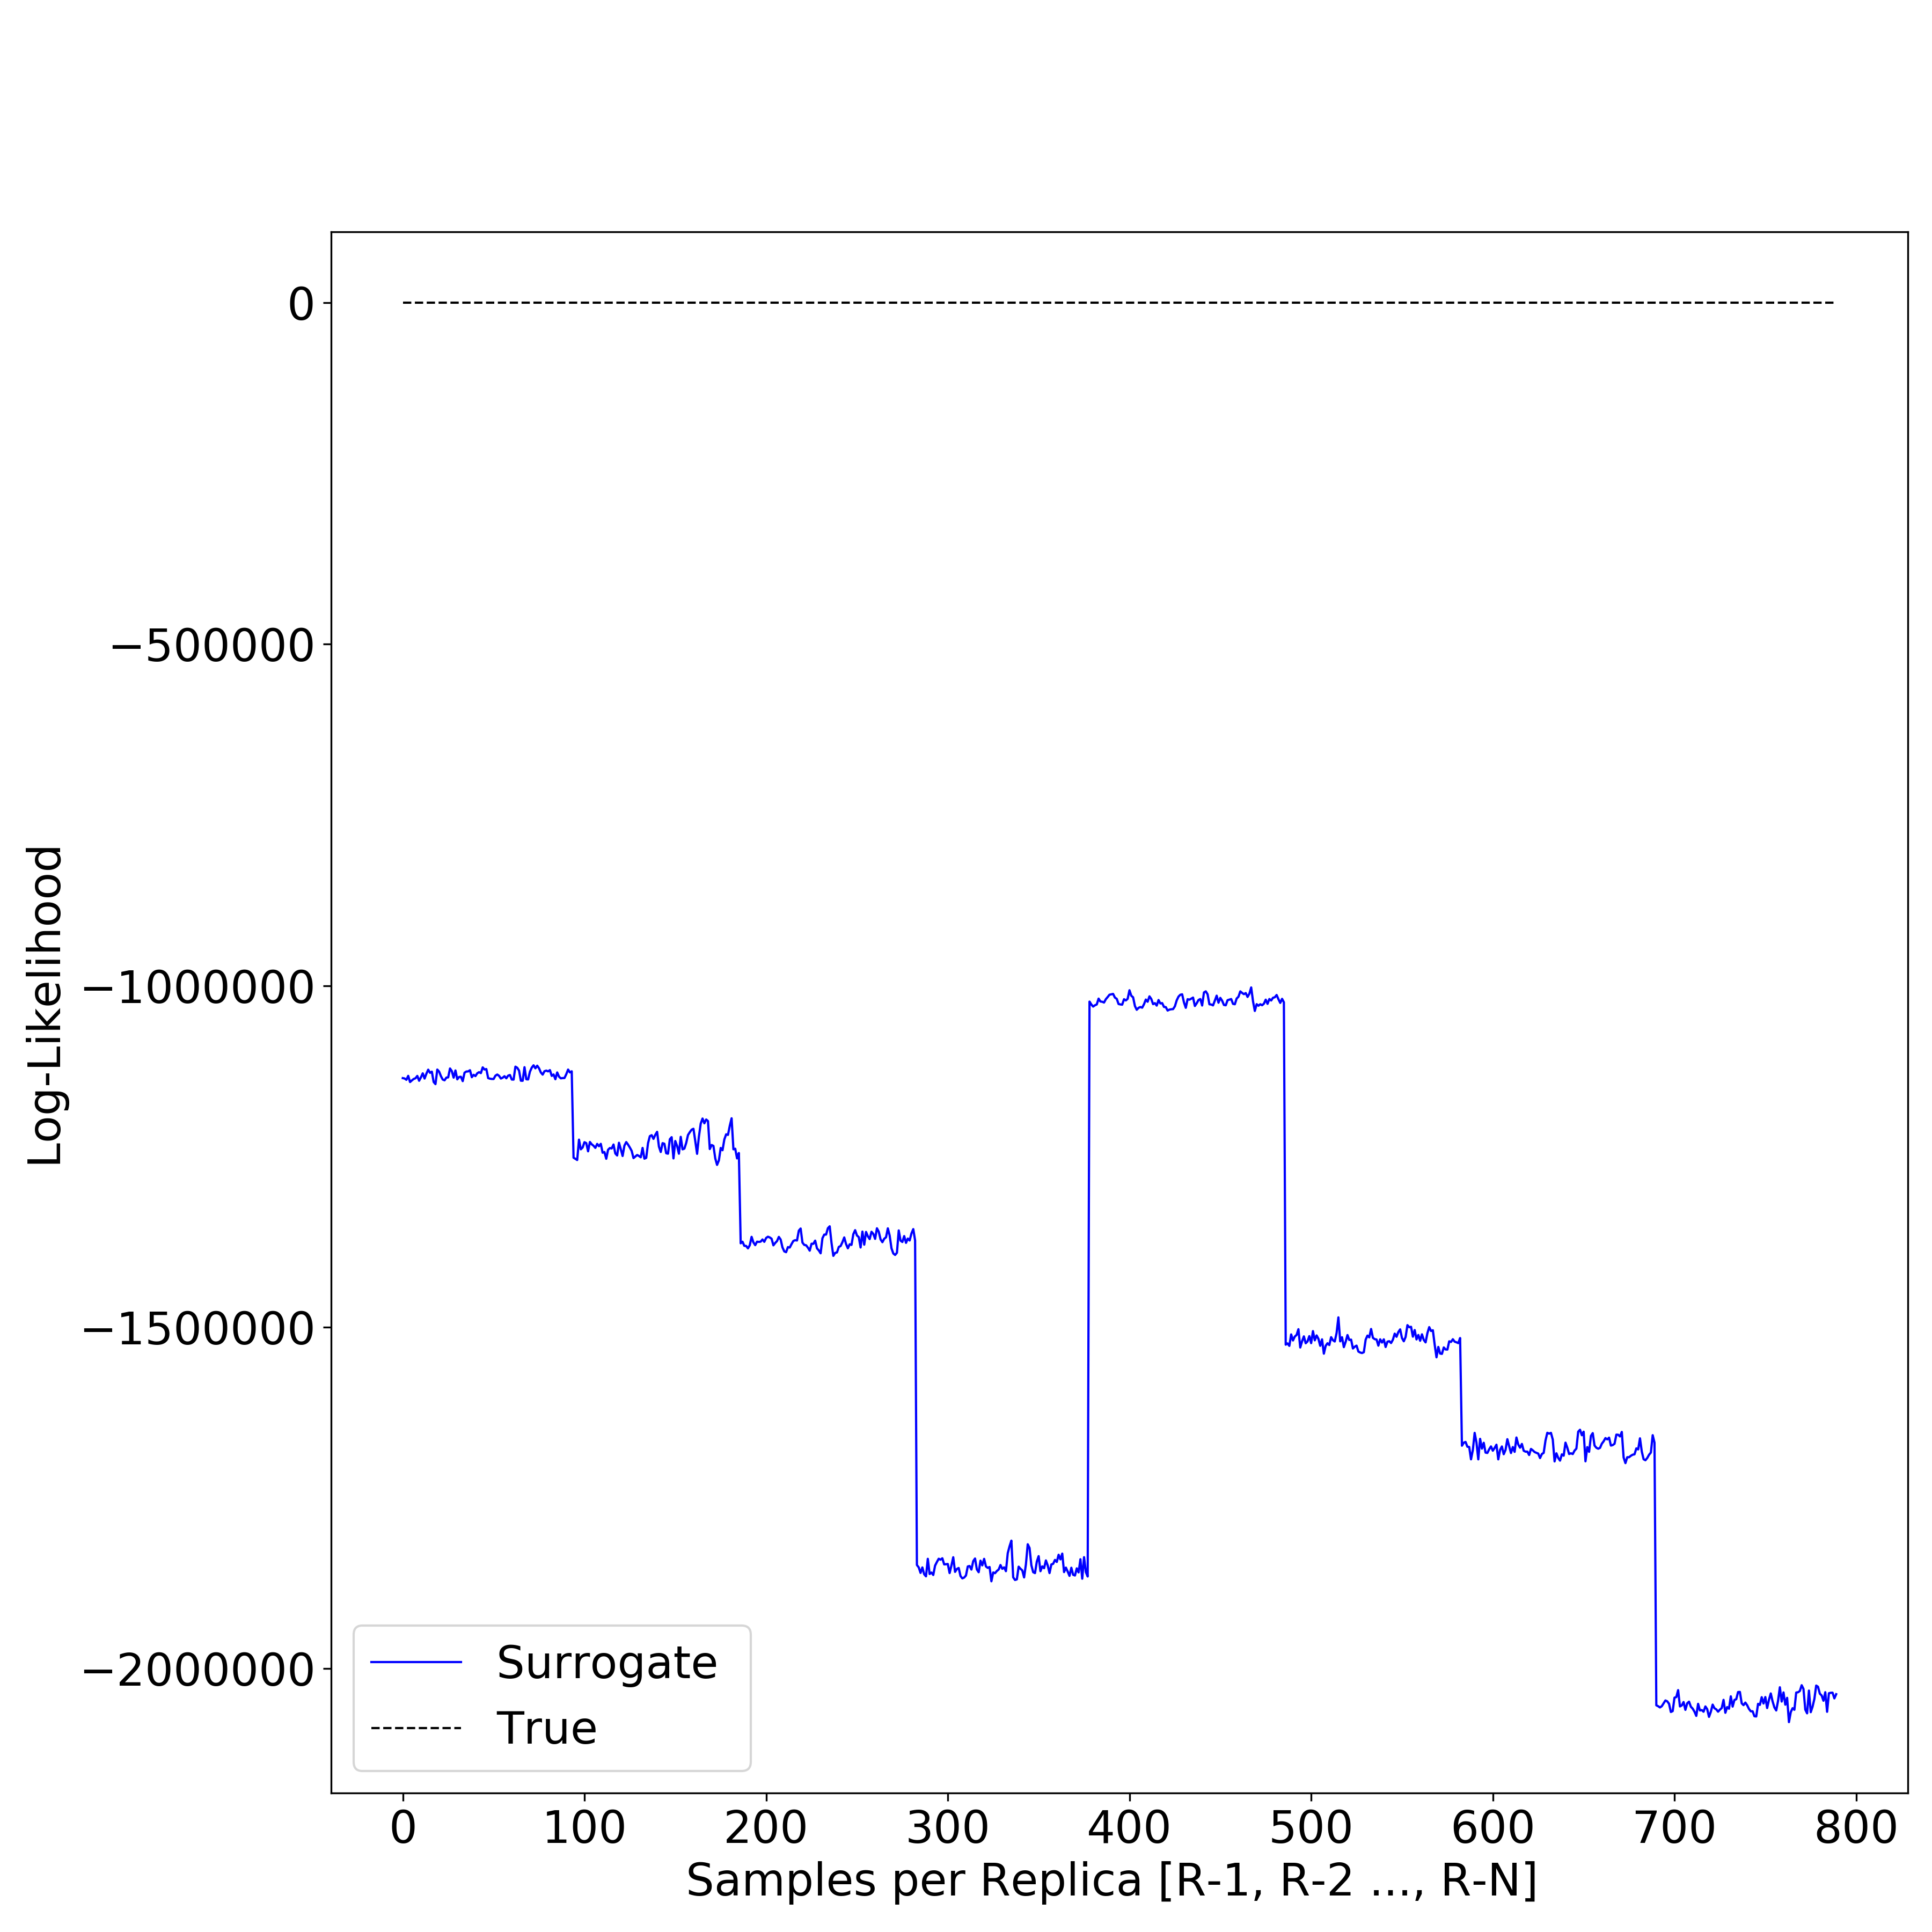 0
−500000
−1000000
−1500000
−2000000
Log-Likelihood
Surrogate
True
0 100 200 300 400 500 600 700 800
Samples per Replica [R-1, R-2 ..., R-N]